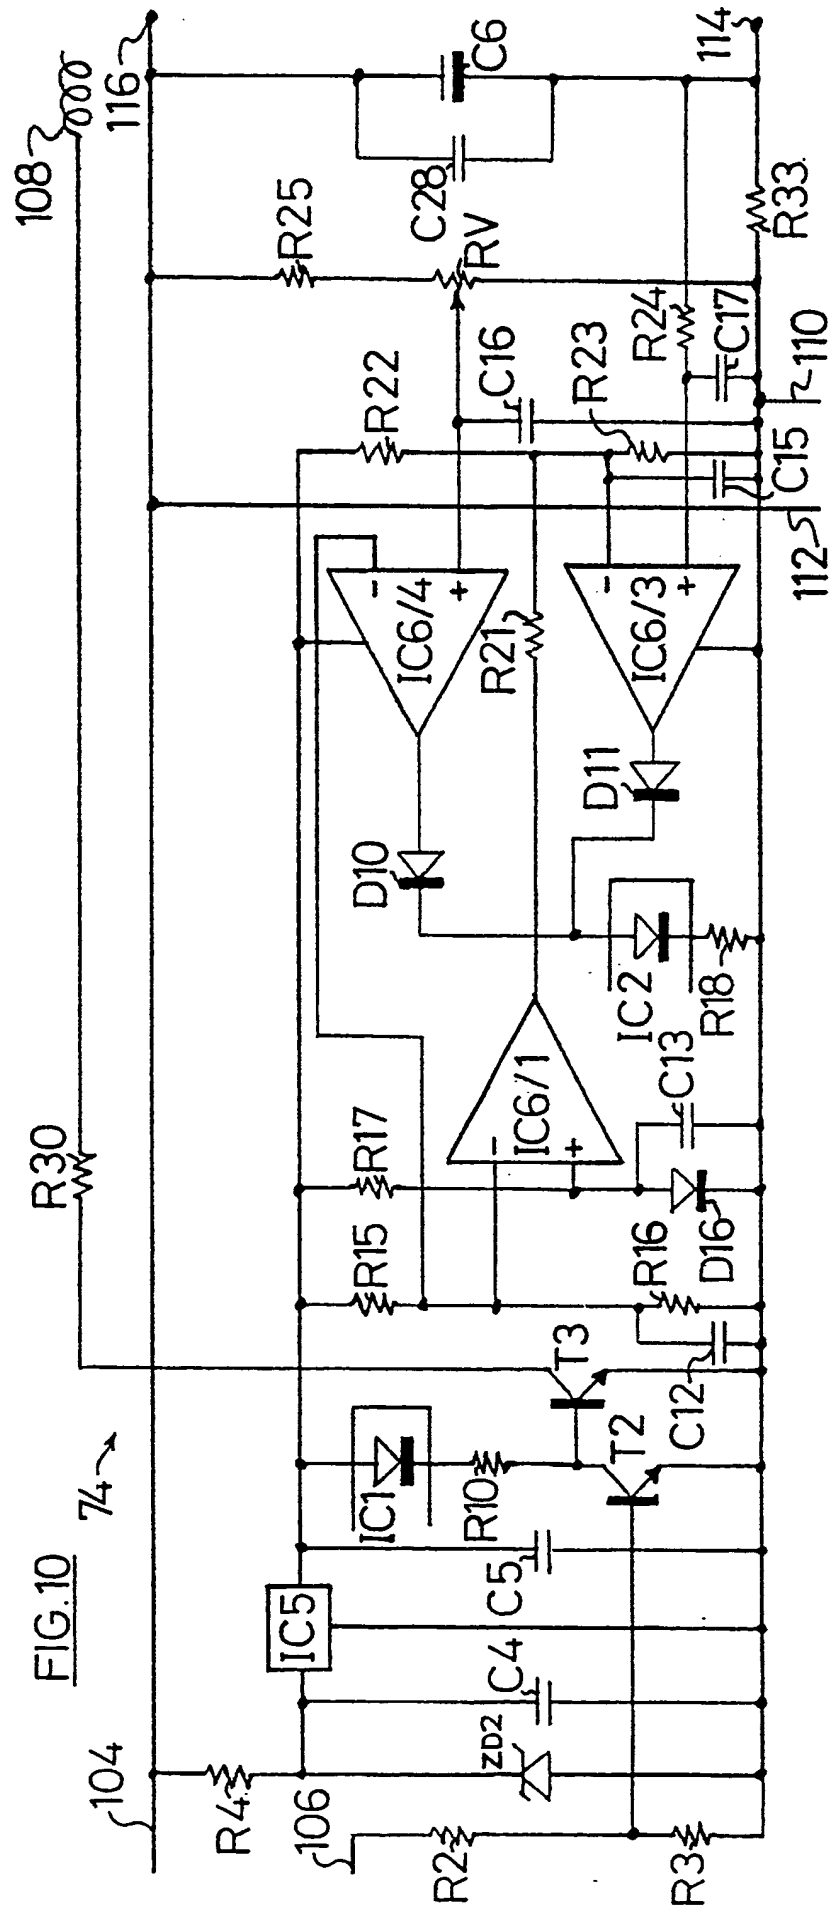 FIG.10
74
104
106
108
116
114
110
112
R30
R4
R2
R3
ZD2
C4
IC5
C5
IC1
R10
T2
T3
C12
R15
R16
R17
D16
C13
IC6/1
-
+
IC2
R18
D10
D11
IC6/4
-
+
IC6/3
-
+
R21
R22
R23
C15
C16
R24
C17
R25
RV
C28
C6
R33